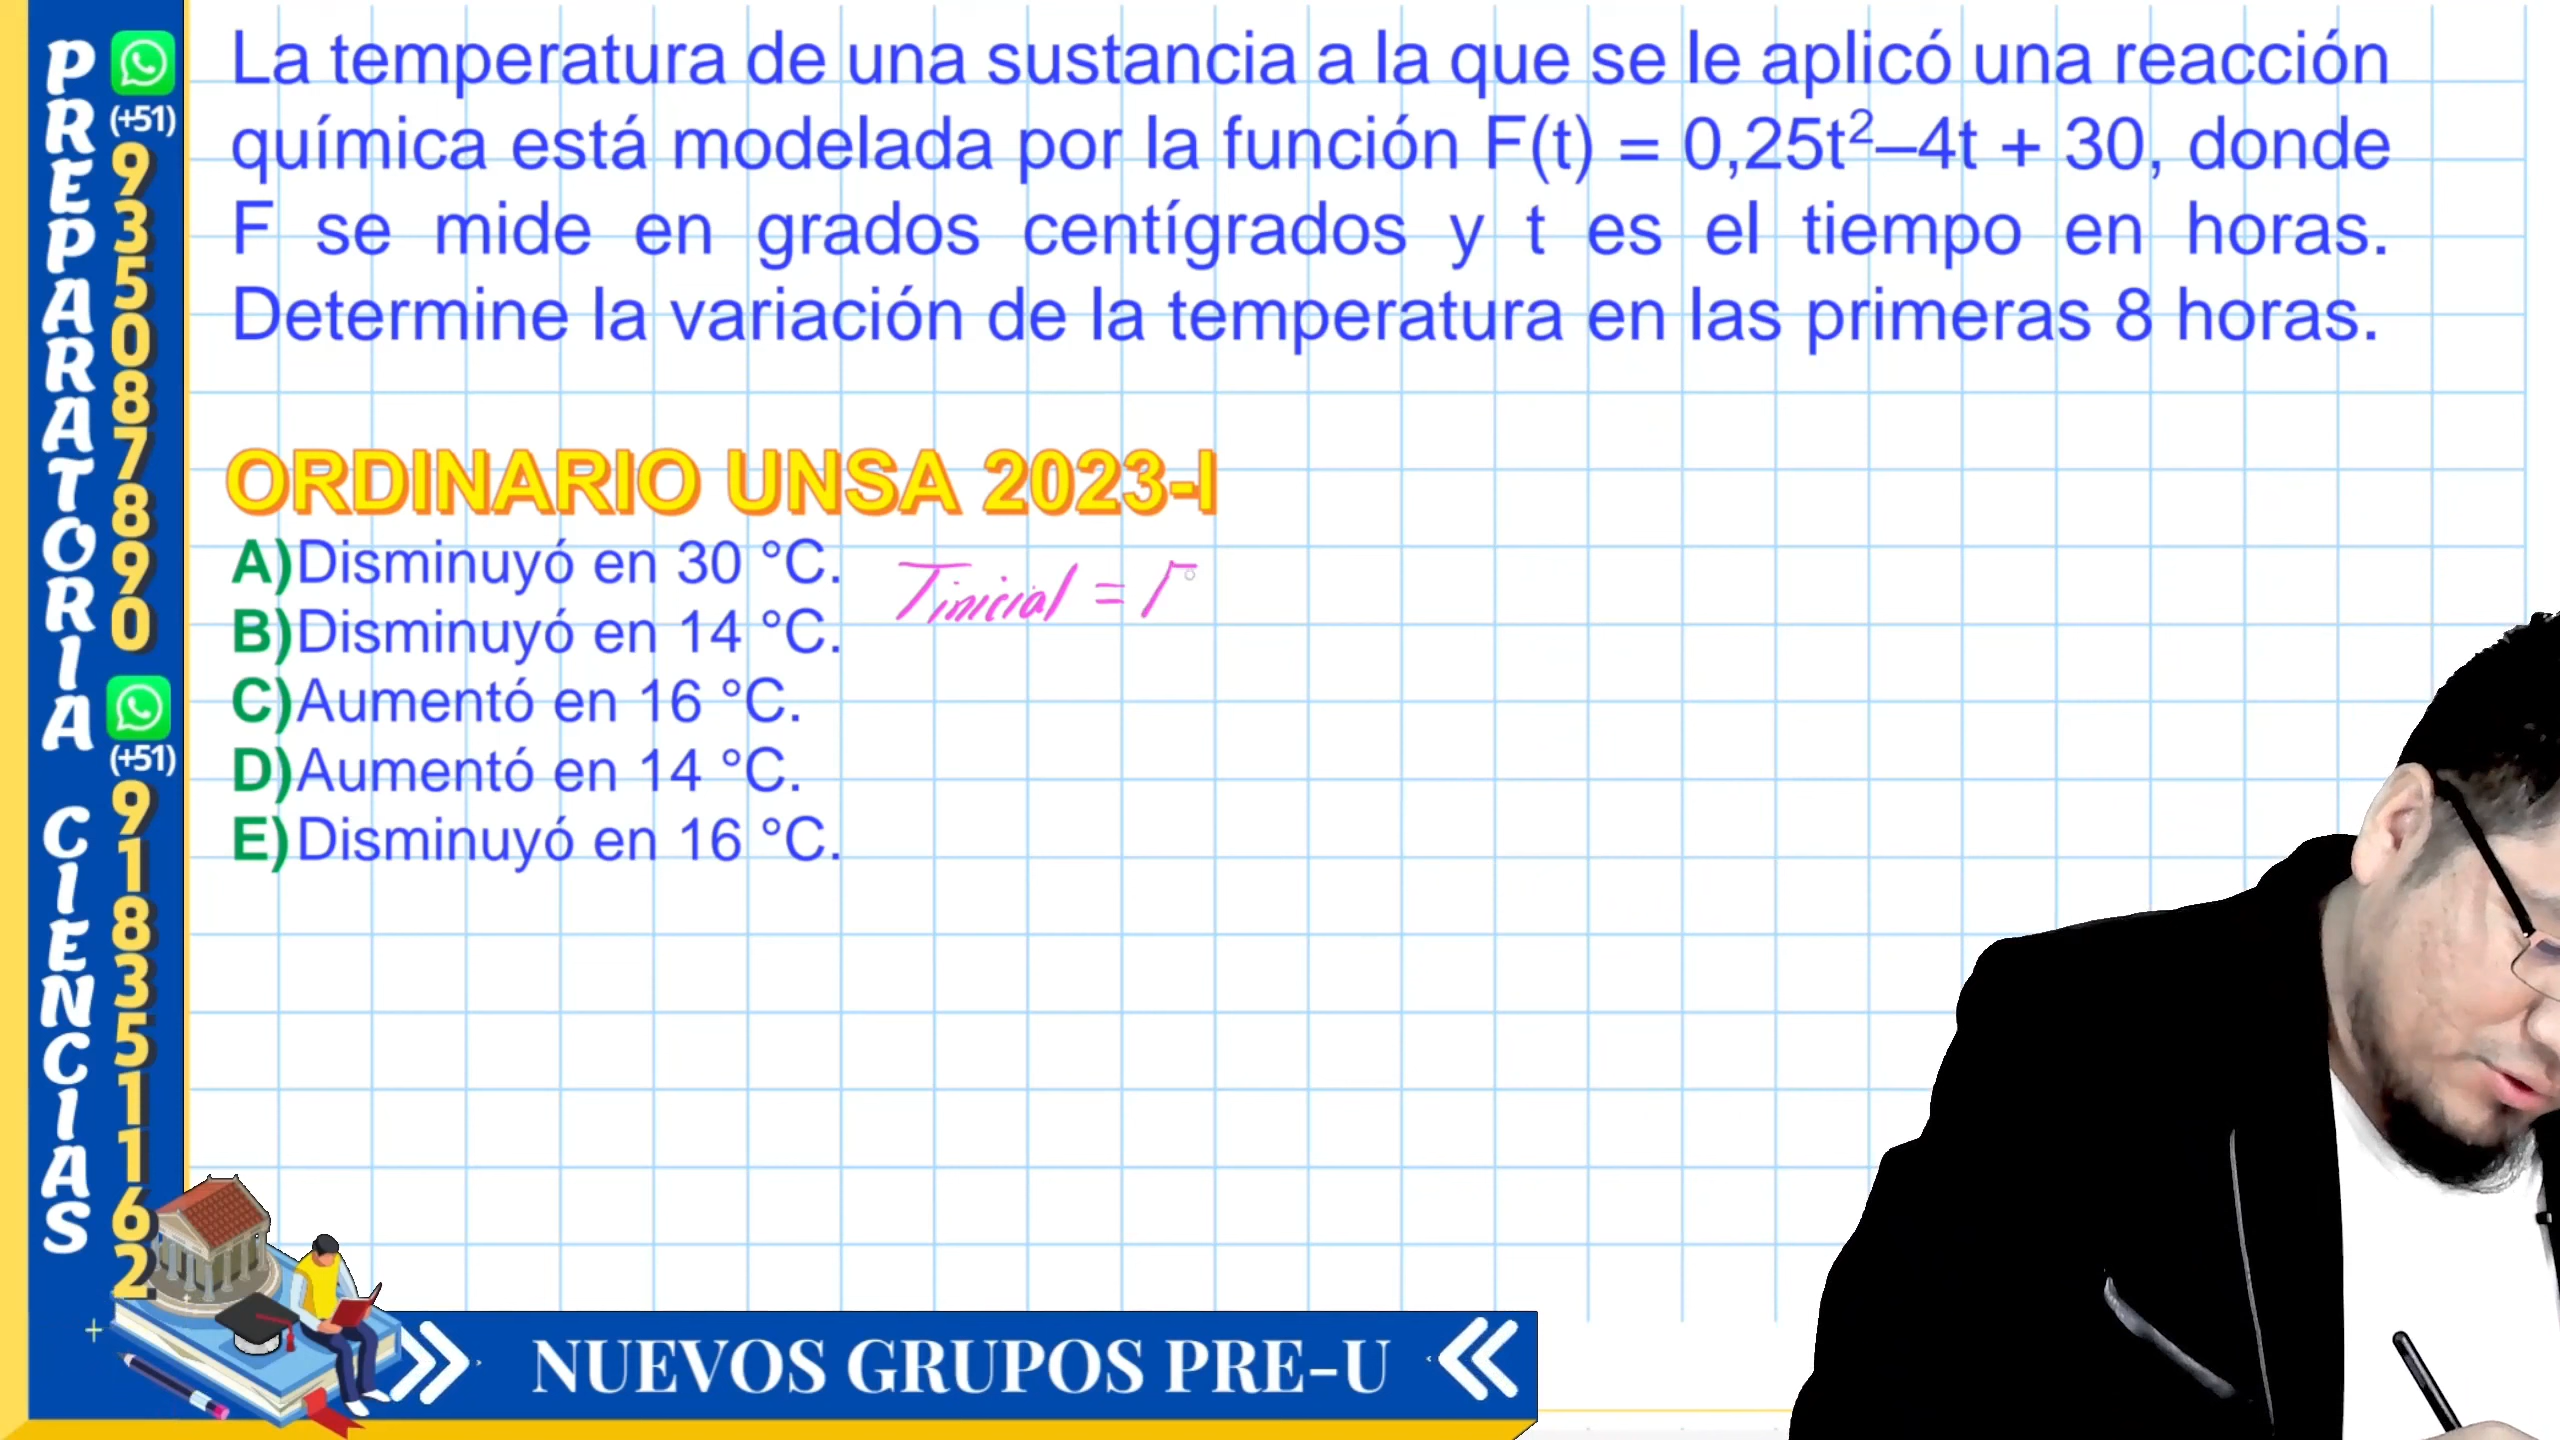 PREPARATORIA CIENCIAS
(+51)
935087890
(+51)
918351162
La temperatura de una sustancia a la que se le aplicó una reacción
química está modelada por la función F(t) = 0,25t²–4t + 30, donde
F se mide en grados centígrados y t es el tiempo en horas.
Determine la variación de la temperatura en las primeras 8 horas.
ORDINARIO UNSA 2023-I
A)Disminuyó en 30 °C.
B)Disminuyó en 14 °C.
C)Aumentó en 16 °C.
D)Aumentó en 14 °C.
E)Disminuyó en 16 °C.
Tinicial =
NUEVOS GRUPOS PRE-U